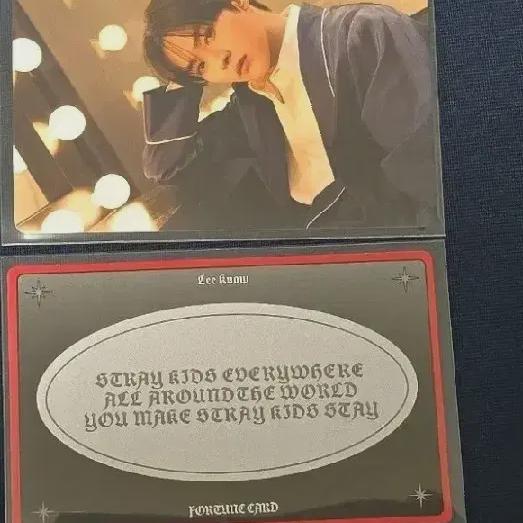 Lee Know
STRAY KIDS EVERYWHERE
ALL AROUND THE WORLD
YOU MAKE STRAY KIDS STAY
FORTUNE CARD